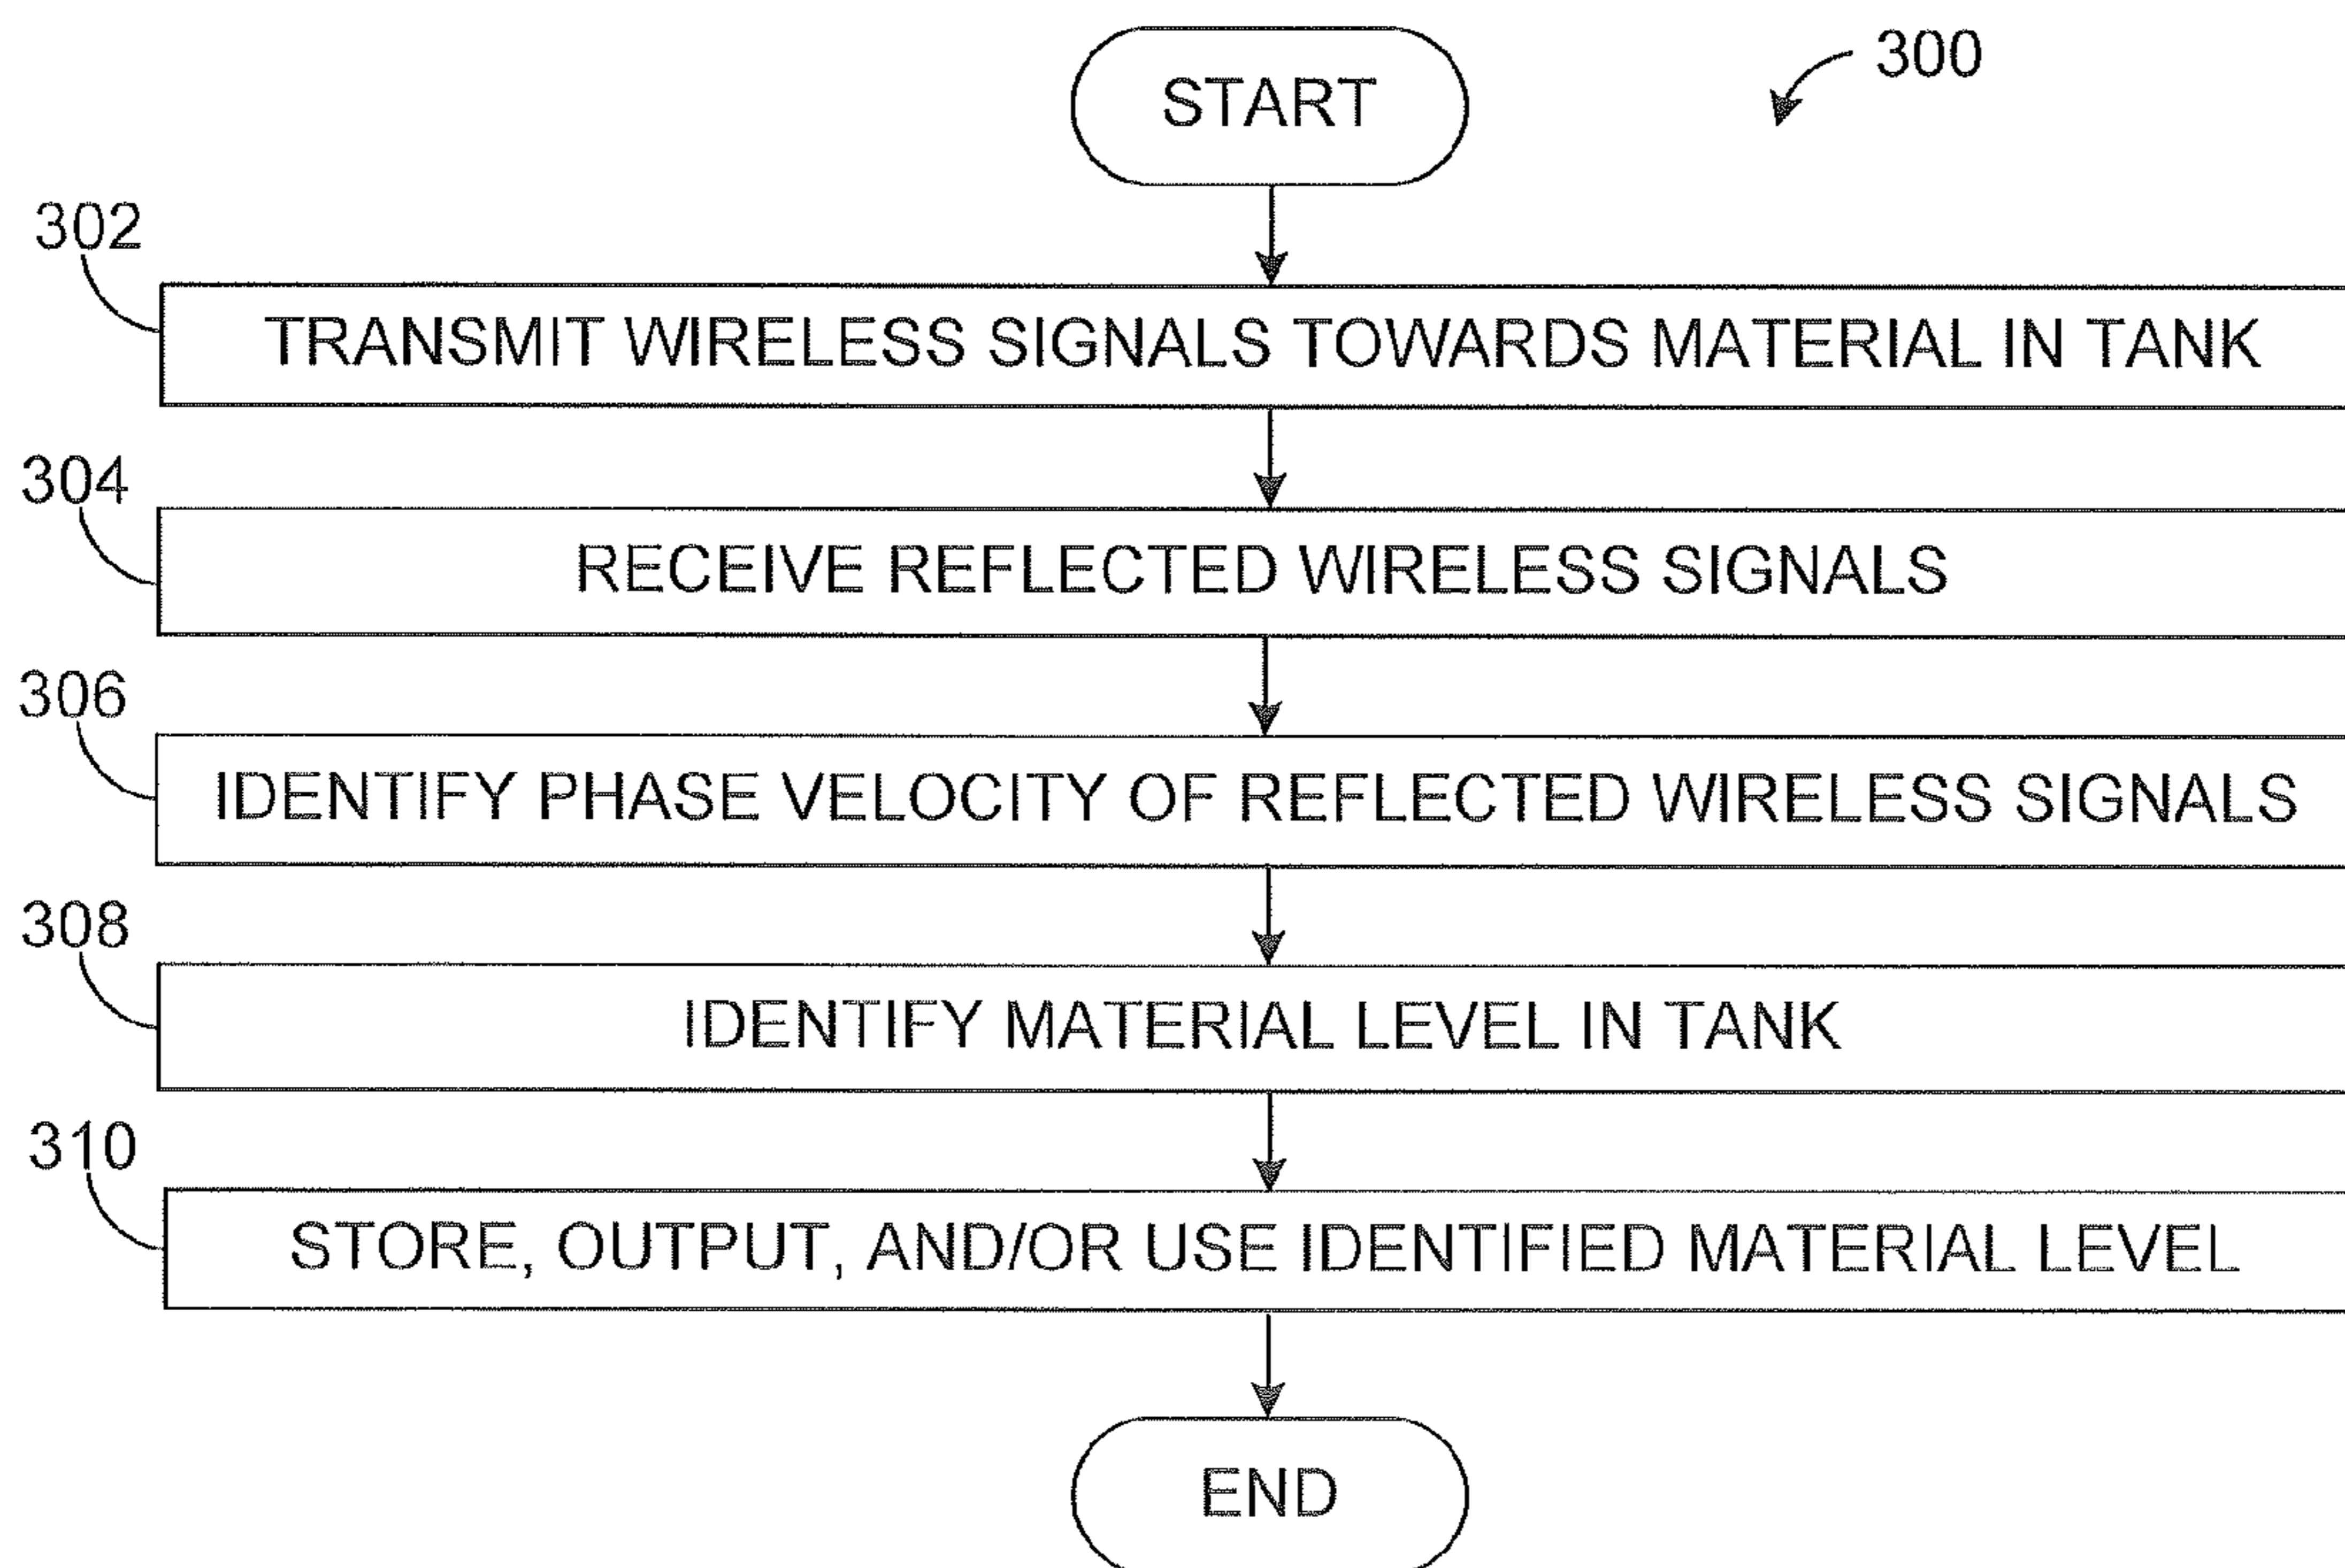 START
300
302
TRANSMIT WIRELESS SIGNALS TOWARDS MATERIAL IN TANK
304
RECEIVE REFLECTED WIRELESS SIGNALS
306
IDENTIFY PHASE VELOCITY OF REFLECTED WIRELESS SIGNALS
308
IDENTIFY MATERIAL LEVEL IN TANK
310
STORE, OUTPUT, AND/OR USE IDENTIFIED MATERIAL LEVEL
END